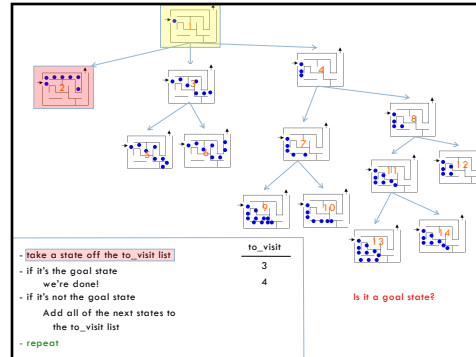 1
2
3
4
5
6
7
8
9
10
11
12
13
14
- take a state off the to_visit list
- if it's the goal state
we're done!
- if it's not the goal state
Add all of the next states to
the to_visit list
- repeat
to_visit
3
4
Is it a goal state?